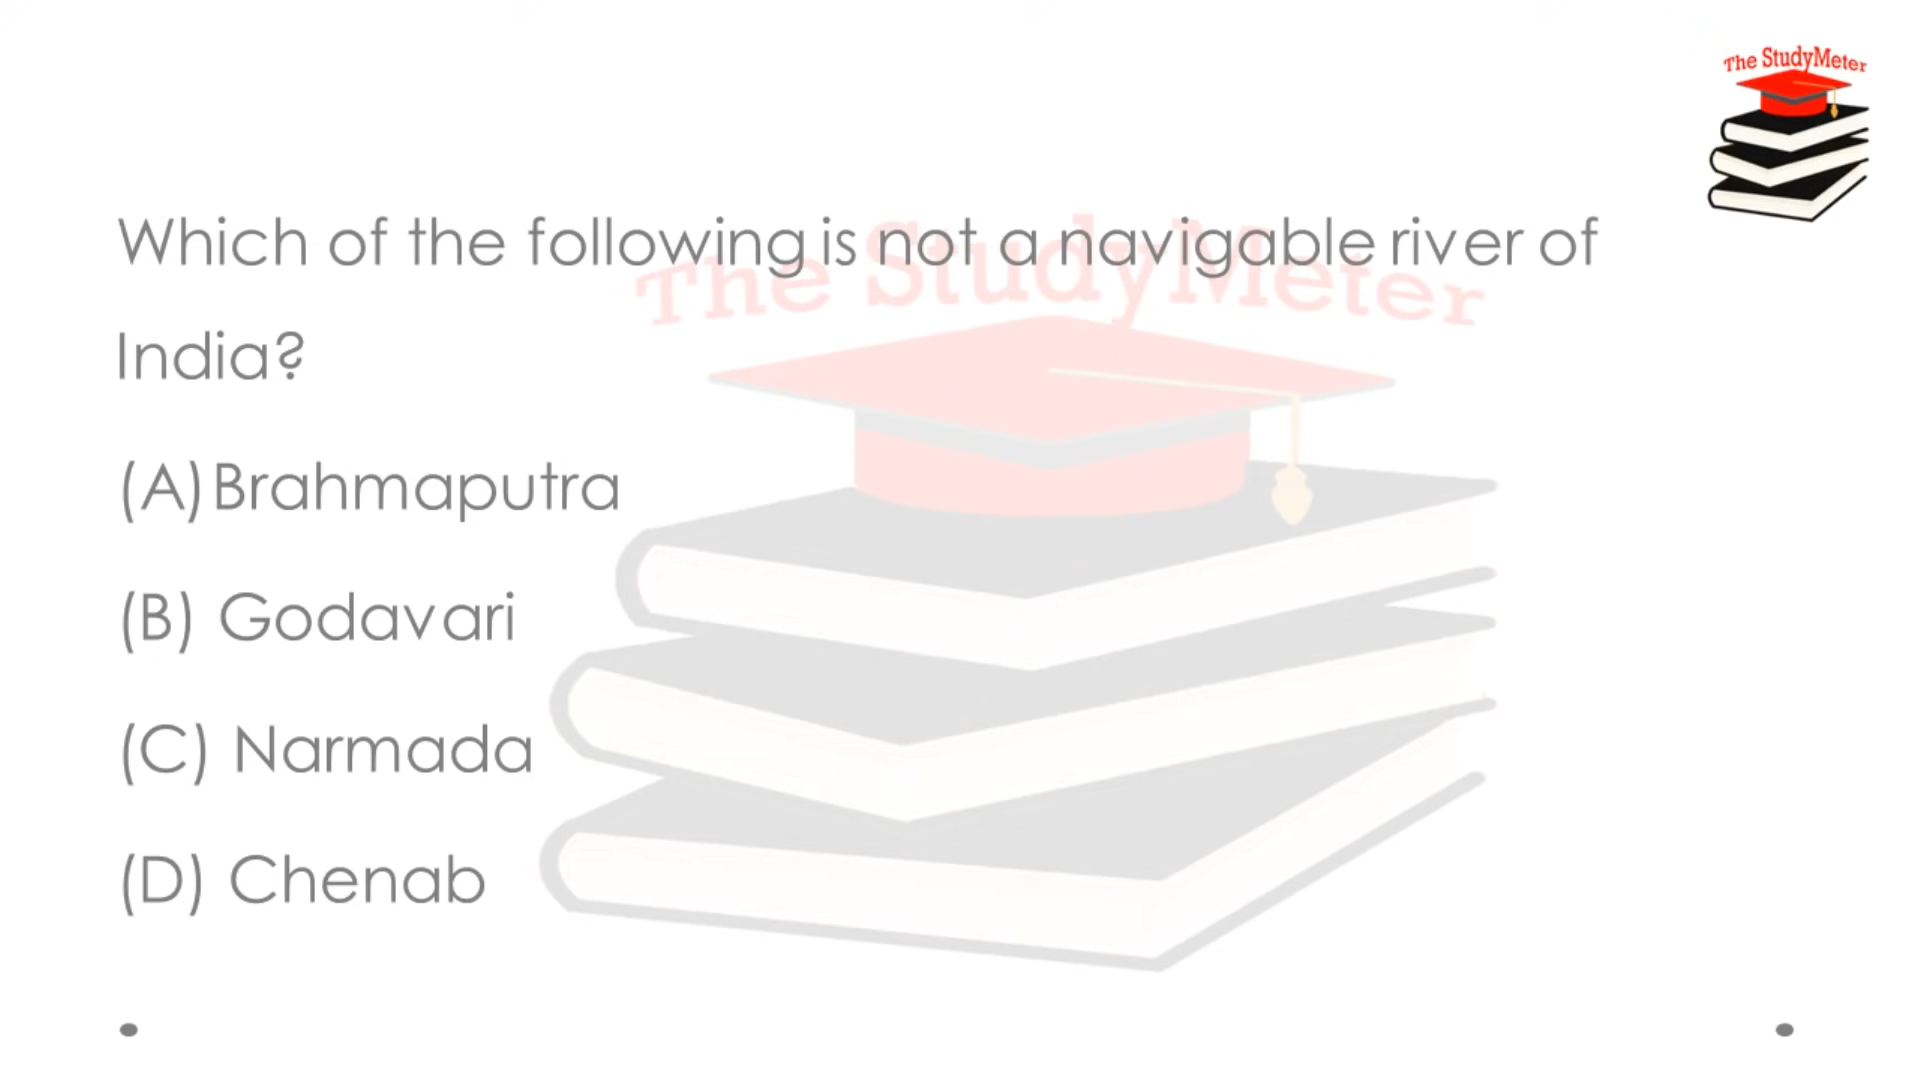 The StudyMeter
Which of the following is not a navigable river of
India?
The StudyMeter
(A) Brahmaputra
(B) Godavari
(C) Narmada
(D) Chenab